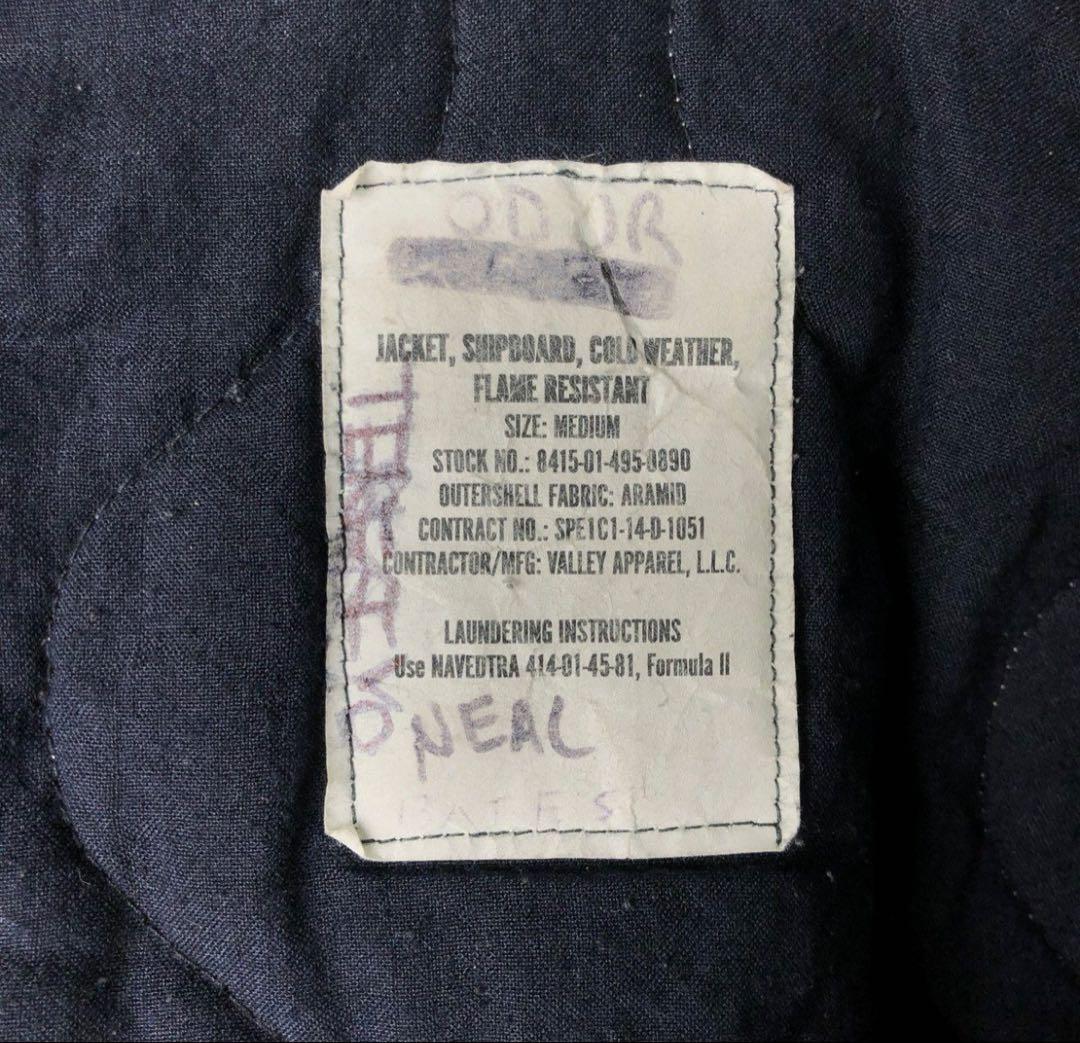 JACKET, SHIPBOARD, COLD WEATHER,
FLAME RESISTANT
SIZE: MEDIUM
STOCK NO.: 8415-01-495-0890
OUTERSHELL FABRIC: ARAMID
CONTRACT NO.: SPE1C1-14-D-1051
CONTRACTOR/MFG: VALLEY APPAREL, L.L.C.
LAUNDERING INSTRUCTIONS
Use NAVEDTRA 414-01-45-81, Formula II
NEAL
BATES